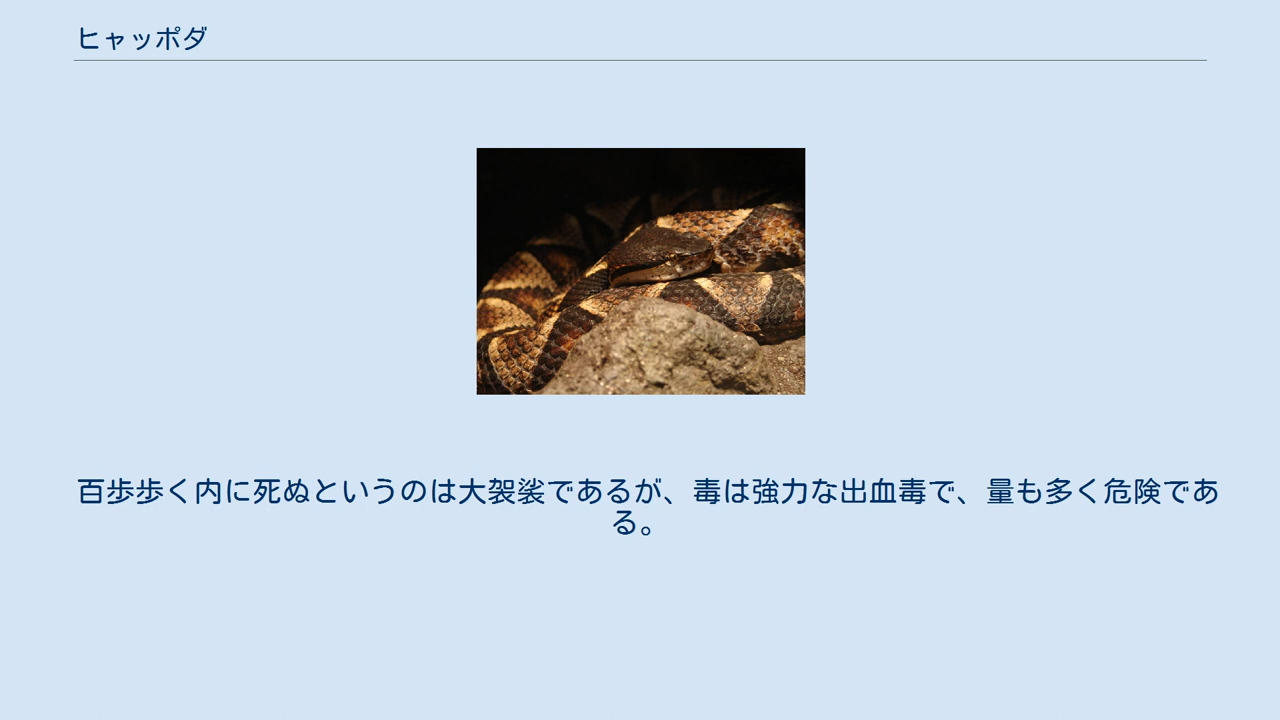 ヒャッポダ
百歩歩く内に死ぬというのは大袈裟であるが、毒は強力な出血毒で、量も多く危険であ
る。